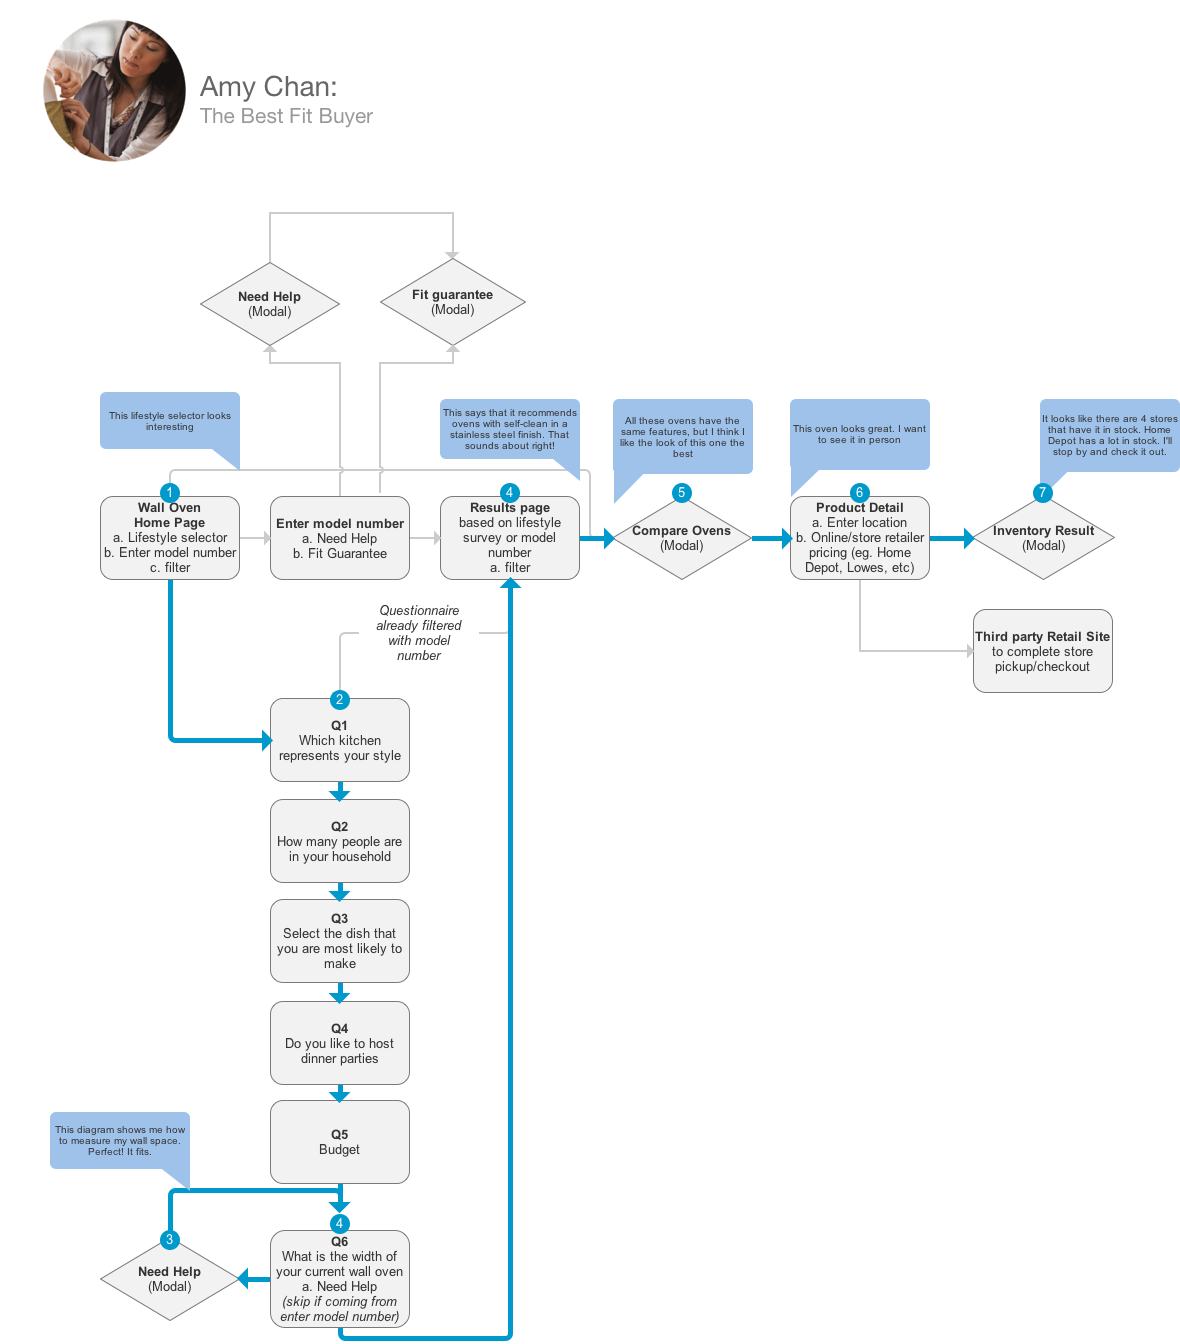 Amy Chan:
The Best Fit Buyer
Need Help
(Modal)
Fit guarantee
(Modal)
This lifestyle selector looks
interesting
This says that it recommends
ovens with self-clean in a
stainless steel finish. That
sounds about right!
All these ovens have the
same features, but I think I
like the look of this one the
best
This oven looks great. I want
to see it in person
It looks like there are 4 stores
that have it in stock. Home
Depot has a lot in stock. I'll
stop by and check it out.
1
Wall Oven
Home Page
a. Lifestyle selector
b. Enter model number
c. filter
Enter model number
a. Need Help
b. Fit Guarantee
4
Results page
based on lifestyle
survey or model
number
a. filter
5
Compare Ovens
(Modal)
6
Product Detail
a. Enter location
b. Online/store retailer
pricing (eg. Home
Depot, Lowes, etc)
7
Inventory Result
(Modal)
Third party Retail Site
to complete store
pickup/checkout
Questionnaire
already filtered
with model
number
2
Q1
Which kitchen
represents your style
Q2
How many people are
in your household
Q3
Select the dish that
you are most likely to
make
Q4
Do you like to host
dinner parties
Q5
Budget
This diagram shows me how
to measure my wall space.
Perfect! It fits.
3
Need Help
(Modal)
4
Q6
What is the width of
your current wall oven
a. Need Help
(skip if coming from
enter model number)